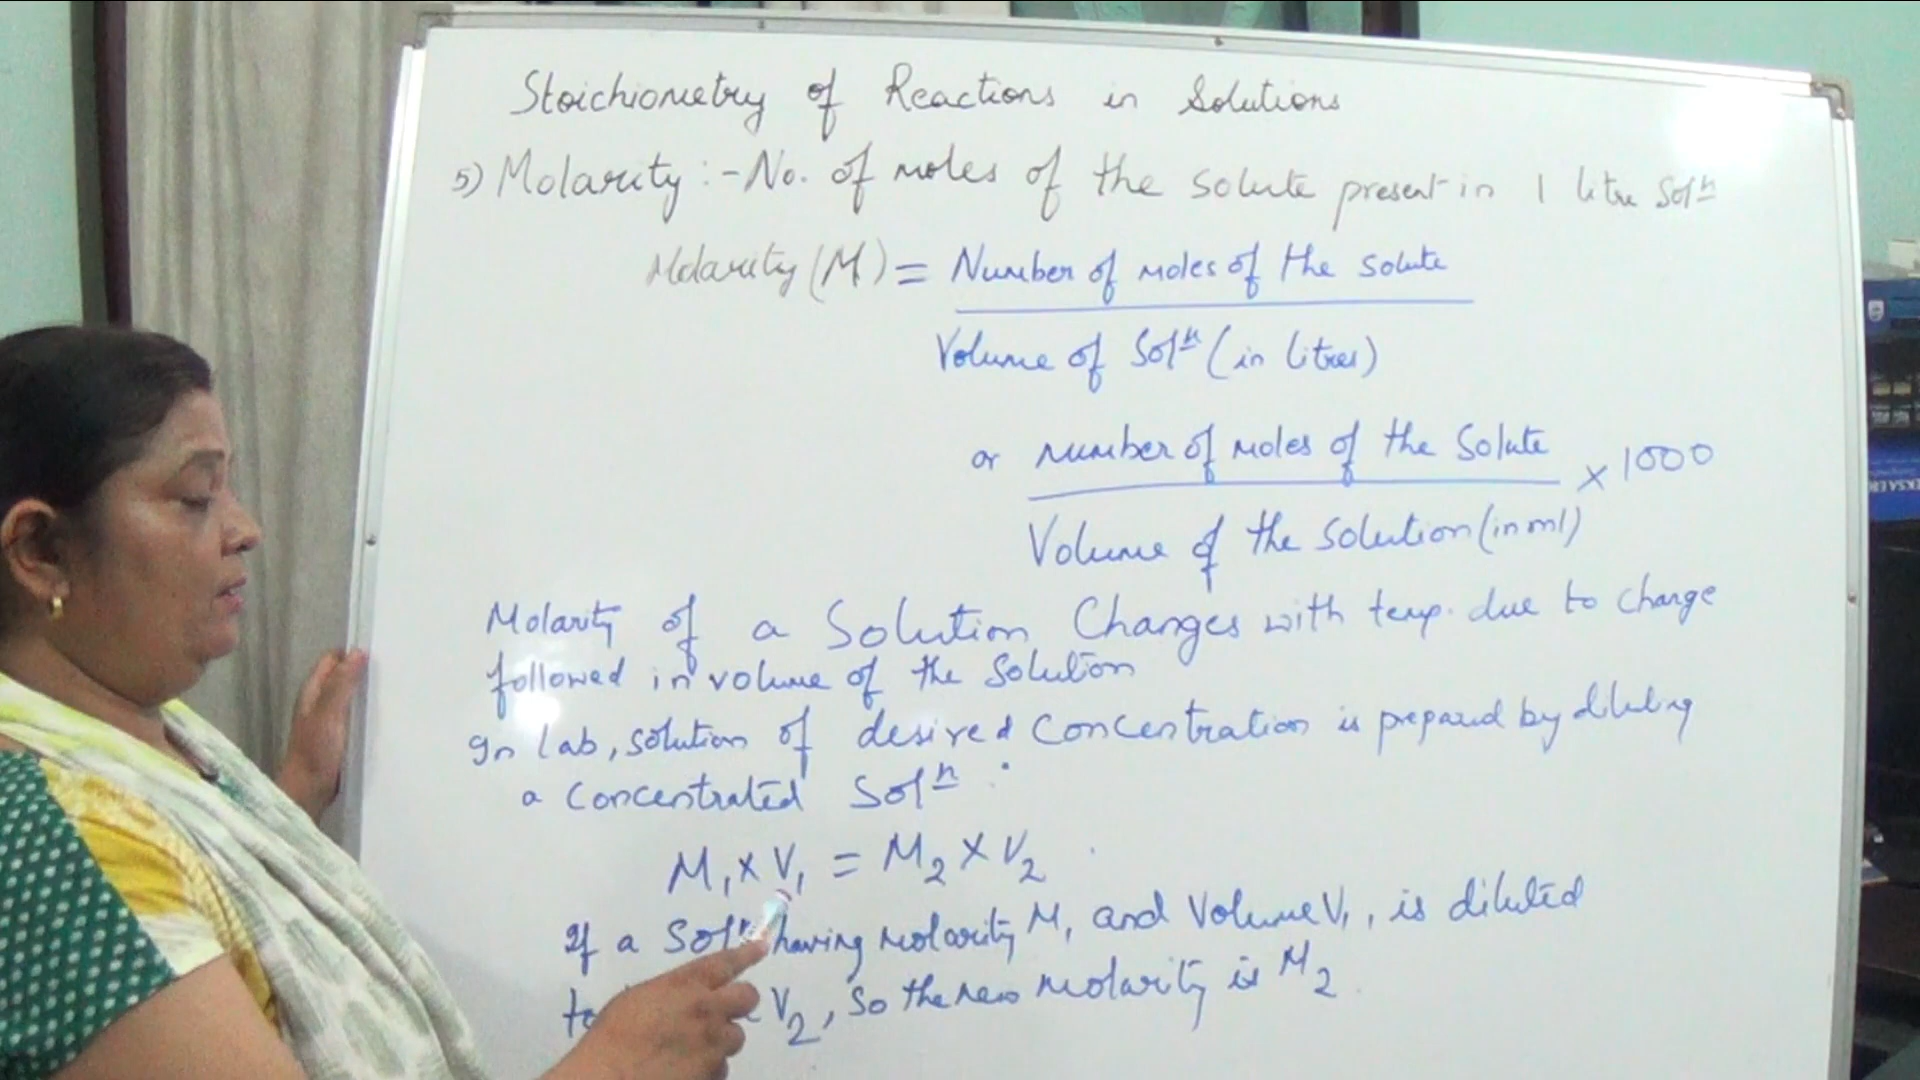 Stoichiometry of Reactions in Solutions
5) Molarity :- No. of moles of the solute present in 1 litre Solⁿ
Molarity (M) = Number of moles of the solute
Volume of Solⁿ (in litres)
or number of moles of the Solute × 1000
Volume of the solution (in ml)
Molarity of a Solution Changes with temp. due to change
followed in volume of the solution
In lab, solution of desired concentration is prepared by diluting
a concentrated Solⁿ.
M₁ × V₁ = M₂ × V₂
If a Solⁿ having molarity M₁ and Volume V₁, is diluted
V₂, so the new molarity is M₂.